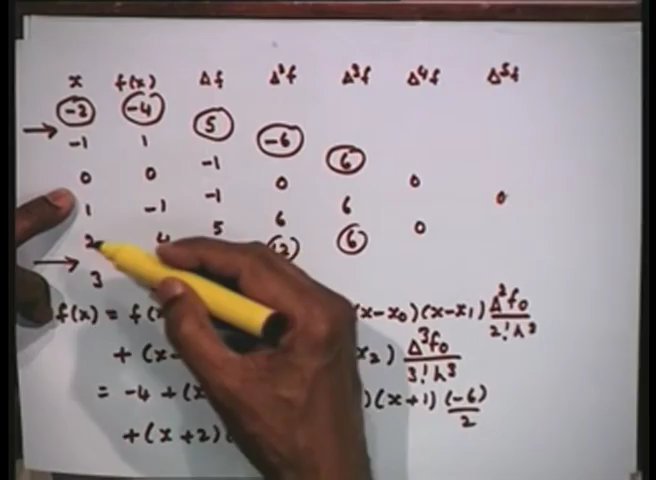 x f(x) Δf Δ²f Δ³f Δ⁴f Δ⁵f
-2 -4
5
-1 1 -6
-1 6
0 0 0 0
-1 6 0
1 -1 6 0
5 6
2 4 12
3
f(x) = f( (x-x₀)(x-x₁) Δ²f₀/2!h²
+ (x- x₂) Δ³f₀/3!h³
= -4 + (x )(x+1) (-6)/2
+ (x+2)